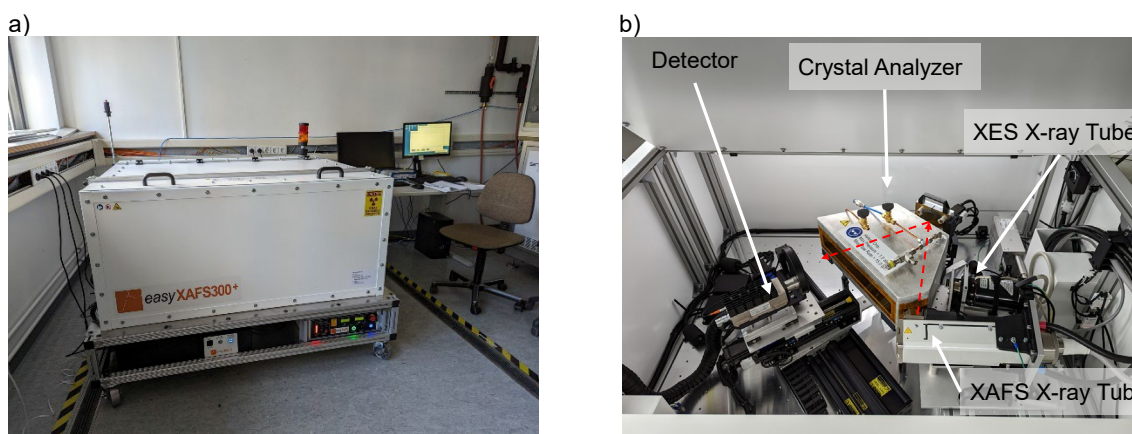 a)
b)
easyXAFS300+
Detector
Crystal Analyzer
XES X-ray Tube
XAFS X-ray Tub